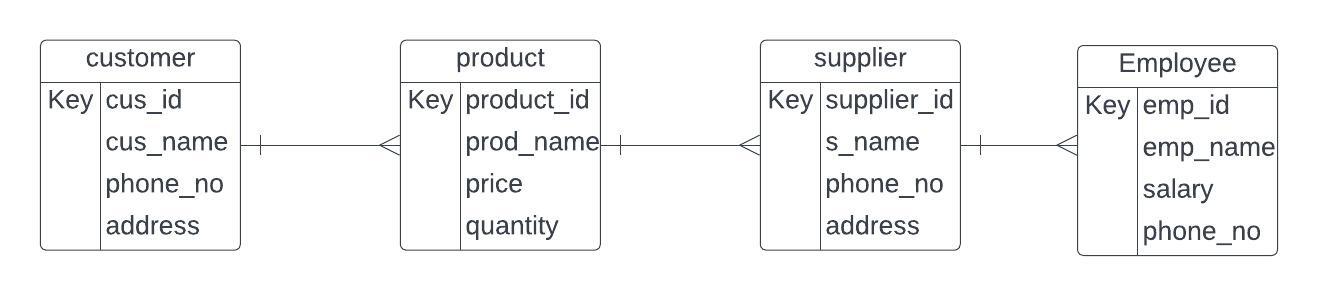 customer
Key cus_id
cus_name
phone_no
address
product
Key product_id
prod_name
price
quantity
supplier
Key supplier_id
s_name
phone_no
address
Employee
Key emp_id
emp_name
salary
phone_no